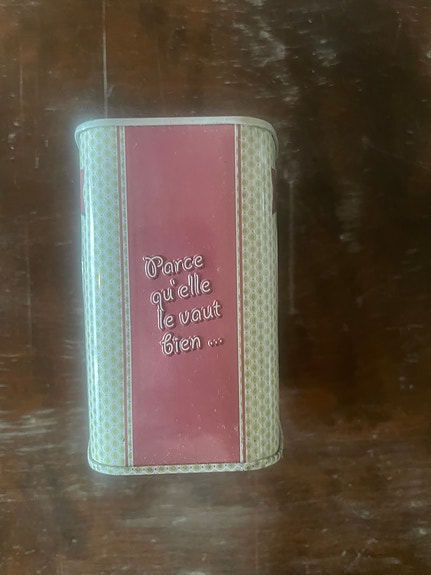 Parce
qu'elle
le vaut
bien ...